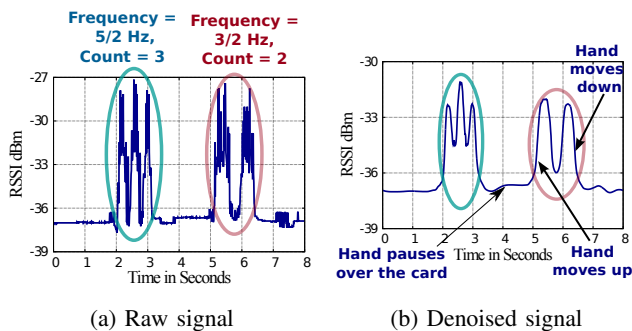 Frequency =
5/2 Hz,
Count = 3
Frequency =
3/2 Hz,
Count = 2
-27
-30
-33
-36
-39
RSSI dBm
0 1 2 3 4 5 6 7 8
Time in Seconds
(a) Raw signal
-30
-33
-36
-39
RSSI dBm
Hand
moves
down
0 1 2 3 4 5 6 7 8
Time in Seconds
Hand pauses
over the card
Hand
moves up
(b) Denoised signal